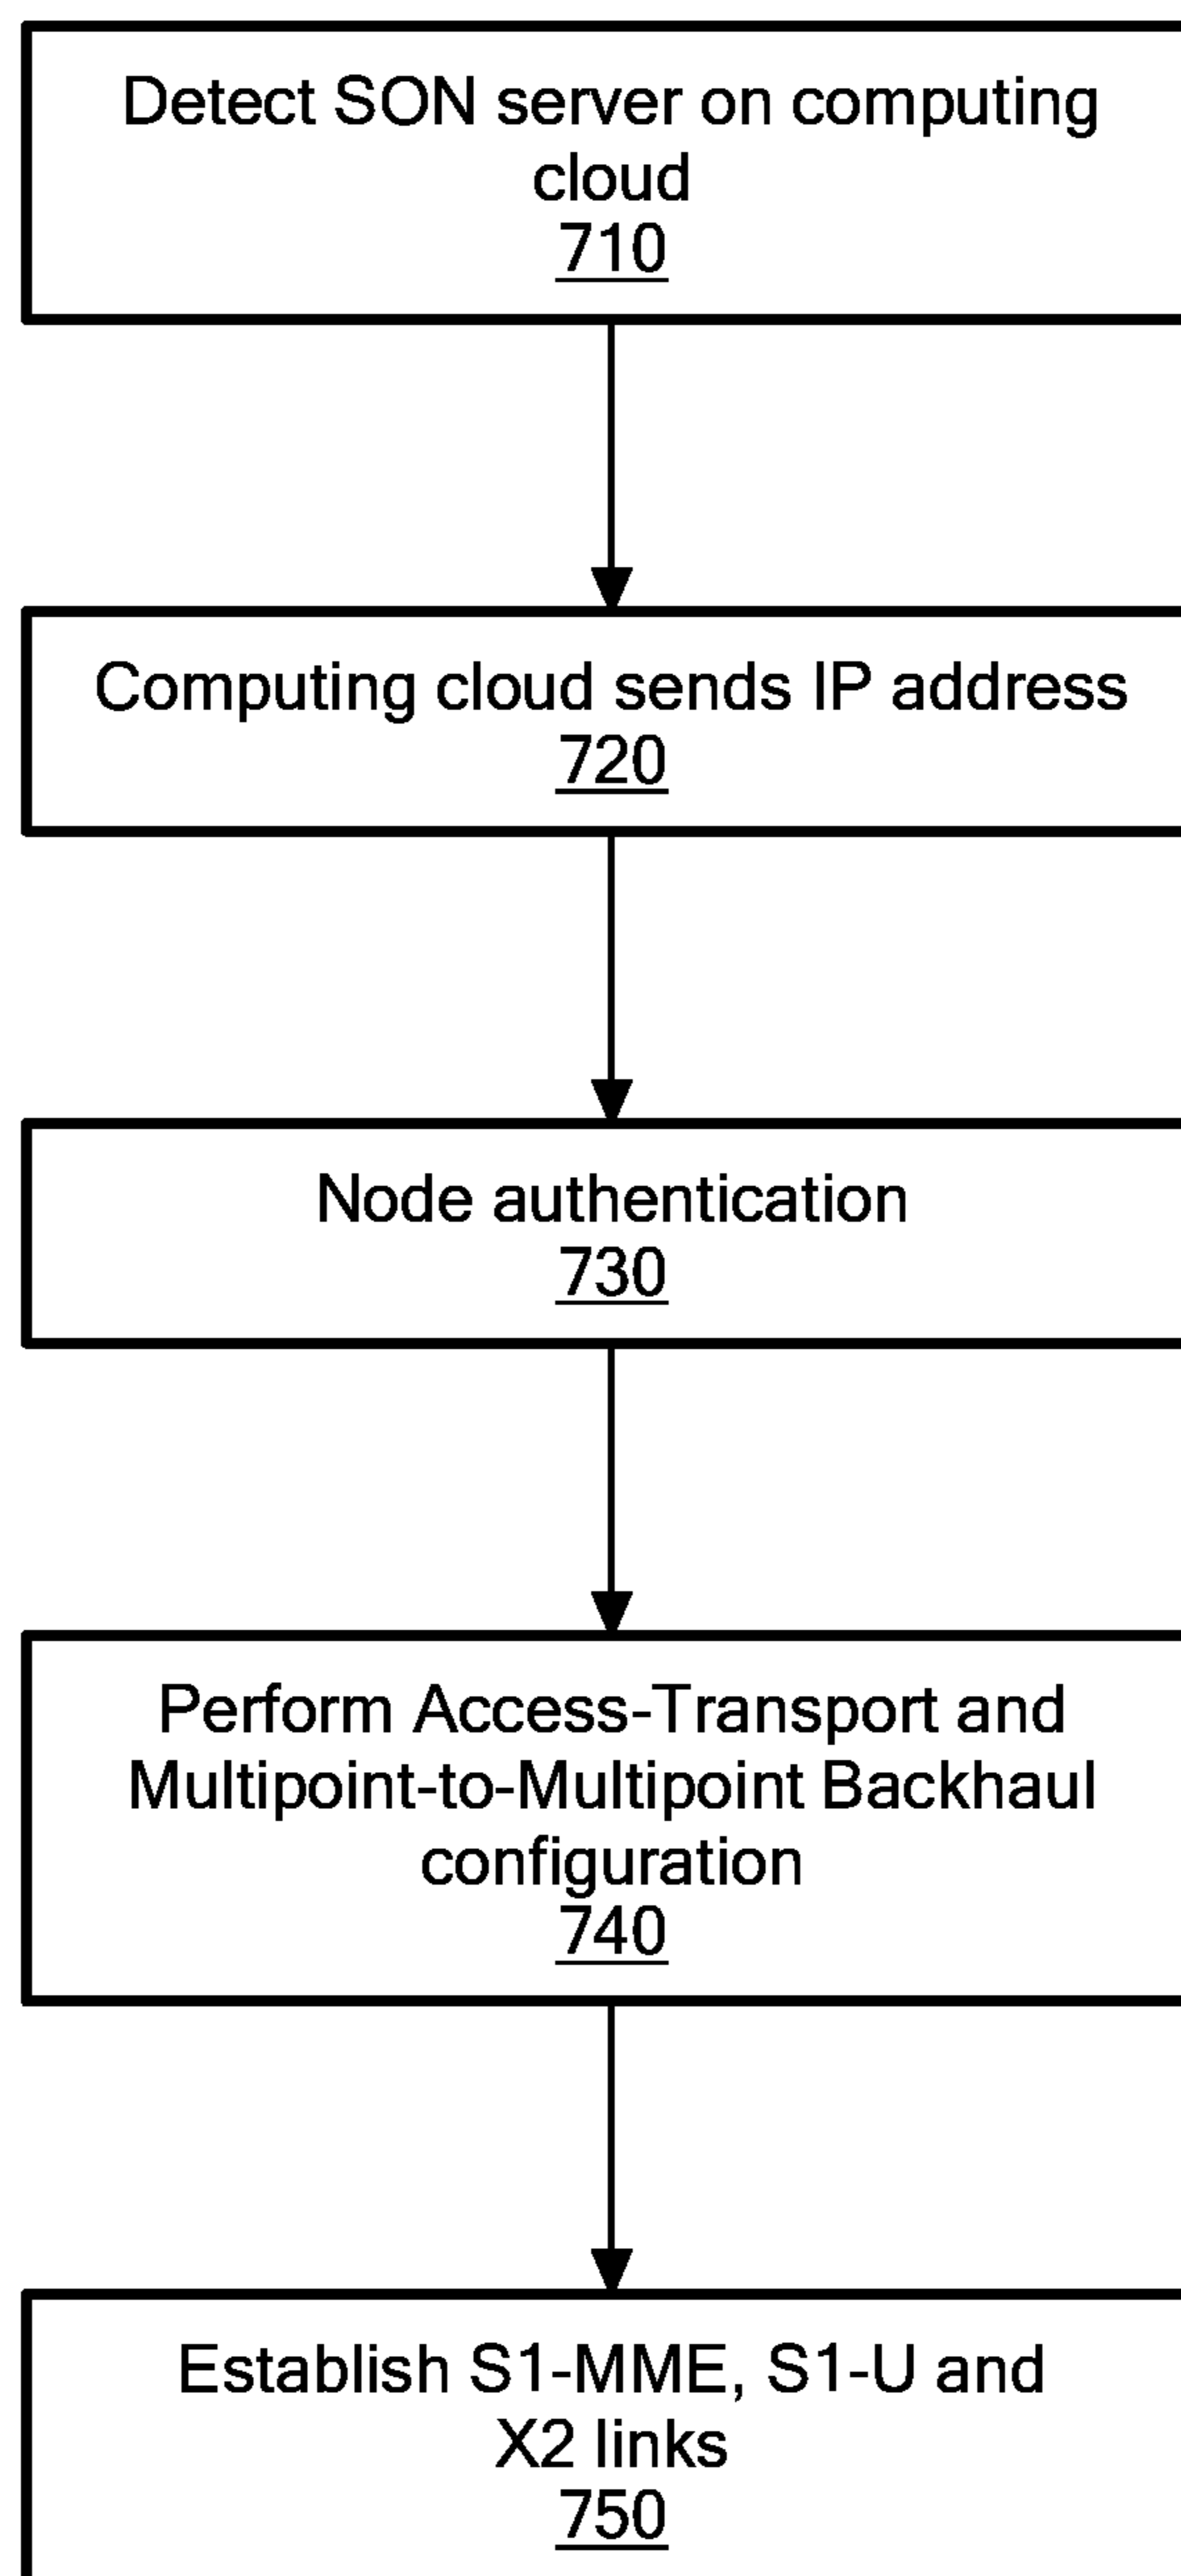 Detect SON server on computing
cloud
710
Computing cloud sends IP address
720
Node authentication
730
Perform Access-Transport and
Multipoint-to-Multipoint Backhaul
configuration
740
Establish S1-MME, S1-U and
X2 links
750